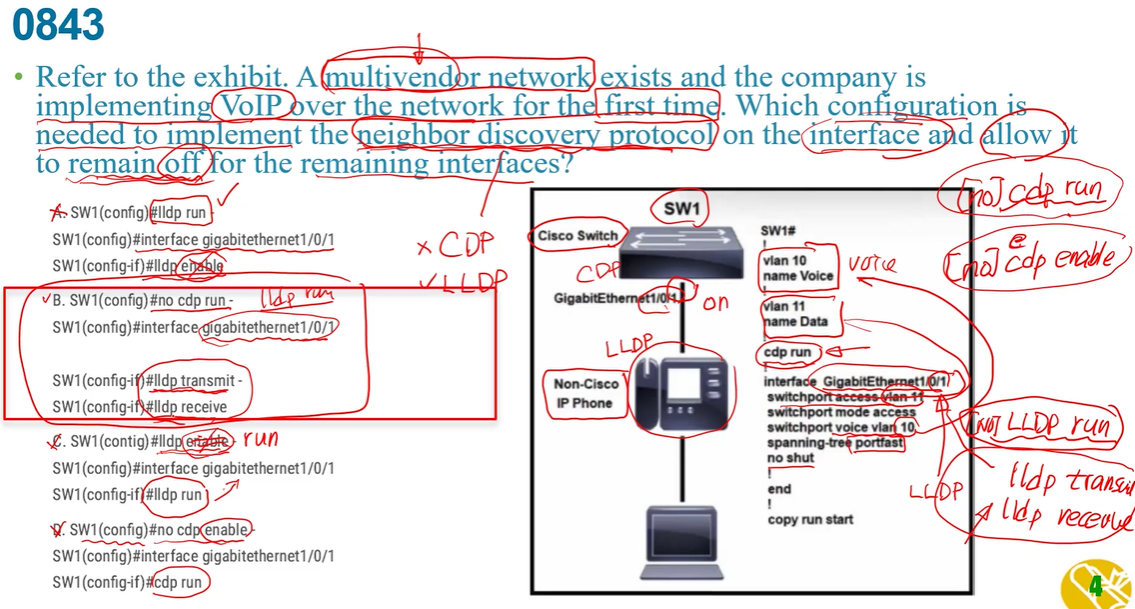 0843
• Refer to the exhibit. A multivendor network exists and the company is
implementing VoIP over the network for the first time. Which configuration is
needed to implement the neighbor discovery protocol on the interface and allow it
to remain off for the remaining interfaces?
A. SW1(config)#lldp run -
SW1(config)#interface gigabitethernet1/0/1
SW1(config-if)#lldp enable
B. SW1(config)#no cdp run - lldp run
SW1(config)#interface gigabitethernet1/0/1
SW1(config-if)#lldp transmit -
SW1(config-if)#lldp receive
C. SW1(contig)#lldp enable - run
SW1(config)#interface gigabitethernet1/0/1
SW1(config-if)#lldp run
D. SW1(config)#no cdp enable-
SW1(config)#interface gigabitethernet1/0/1
SW1(config-if)#cdp run
x CDP
✓ LLDP
SW1
Cisco Switch
CDP
GigabitEthernet1/0/1
on
LLDP
Non-Cisco
IP Phone
SW1#
!
vlan 10
name Voice
!
vlan 11
name Data
!
cdp run
!
interface GigabitEthernet1/0/1
switchport access vlan 11
switchport mode access
switchport voice vlan 10
spanning-tree portfast
no shut
!
end
!
copy run start
voice
LLDP
[no] cdp run
[no] cdp enable
[no] LLDP run
lldp transmit
lldp receive
4